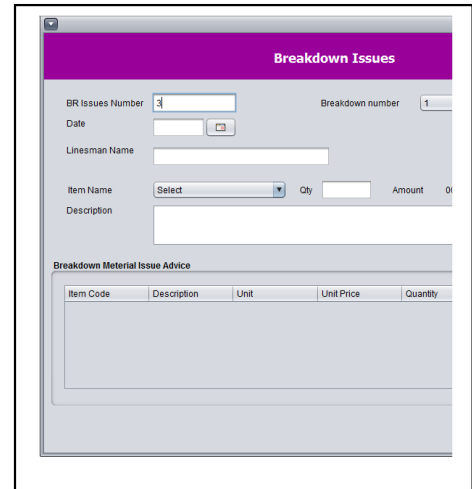 Breakdown Issues
BR Issues Number 3 Breakdown number 1
Date
Linesman Name
Item Name Select Qty Amount
Description
Breakdown Meterial Issue Advice
Item Code Description Unit Unit Price Quantity